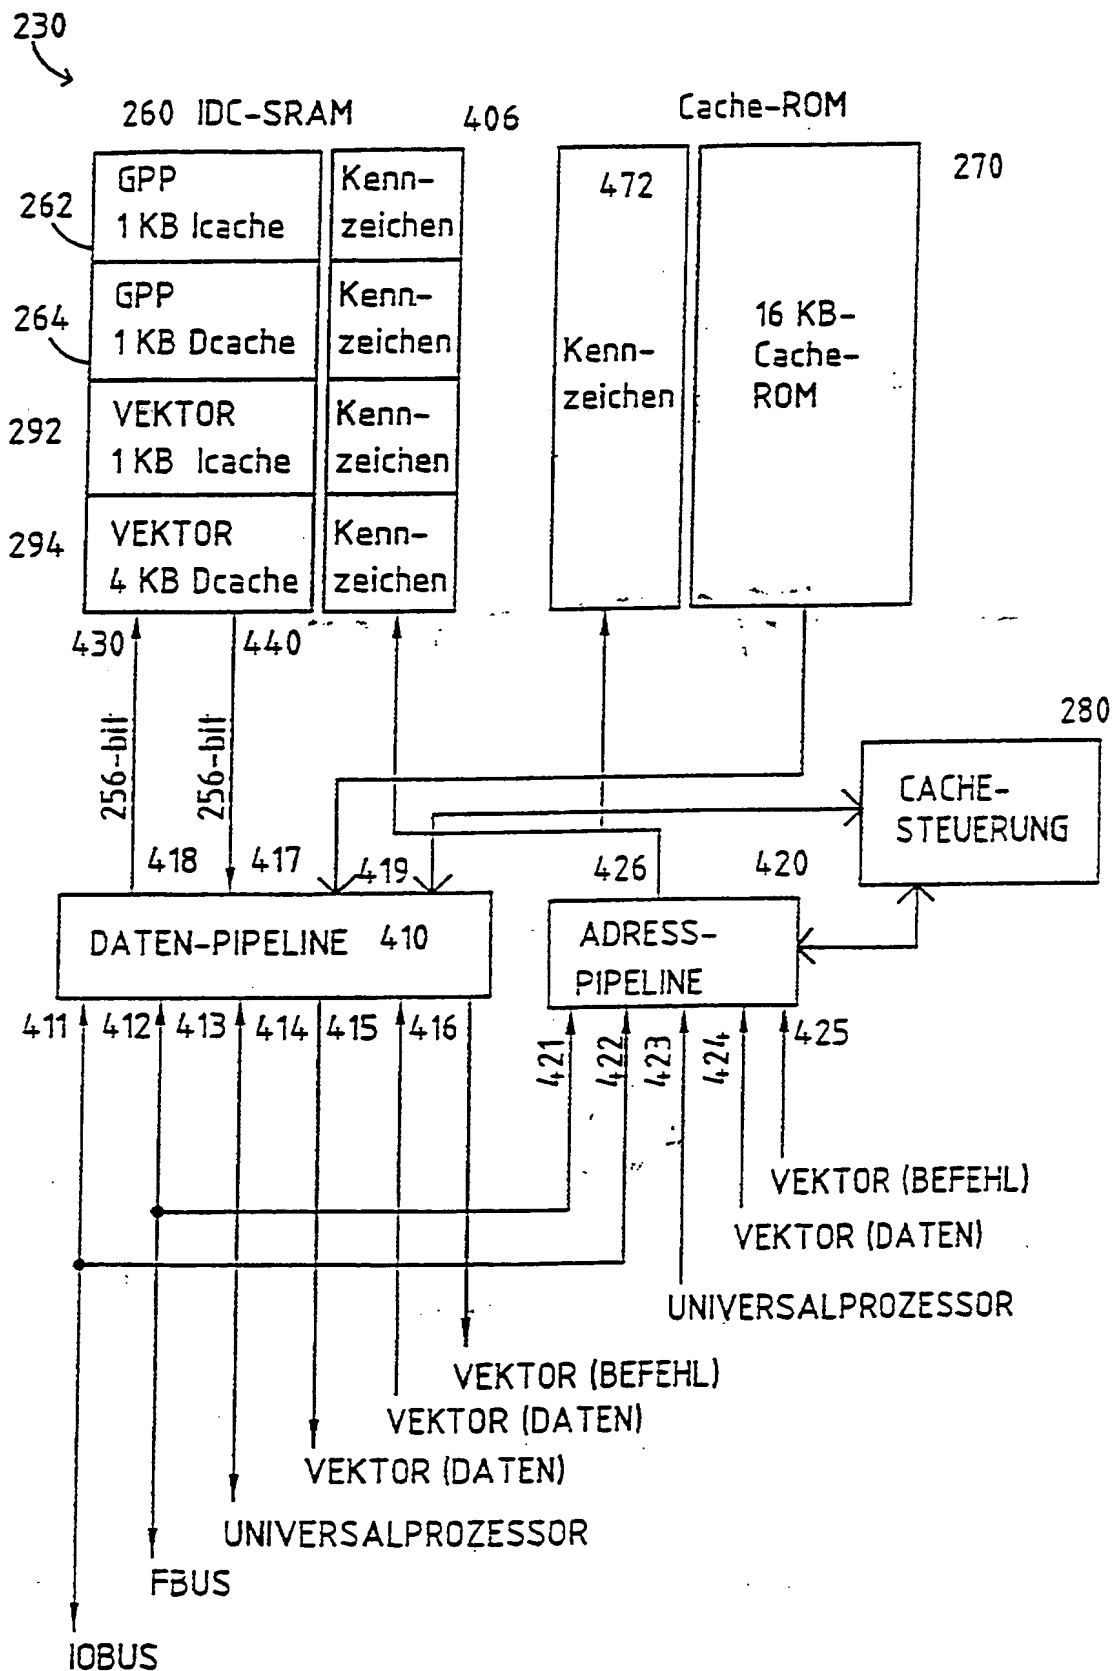 230
260 IDC-SRAM
406
Cache-ROM
GPP
1 KB Icache
Kenn-
zeichen
262
GPP
1 KB Dcache
Kenn-
zeichen
264
VEKTOR
1 KB Icache
Kenn-
zeichen
292
VEKTOR
4 KB Dcache
Kenn-
zeichen
294
472
Kenn-
zeichen
270
16 KB-
Cache-
ROM
430
440
256-bit
256-bit
280
CACHE-
STEUERUNG
418
417
419
426
420
DATEN-PIPELINE 410
ADRESS-
PIPELINE
411
412
413
414
415
416
421
422
423
424
425
VEKTOR (BEFEHL)
VEKTOR (DATEN)
UNIVERSALPROZESSOR
VEKTOR (BEFEHL)
VEKTOR (DATEN)
VEKTOR (DATEN)
UNIVERSALPROZESSOR
FBUS
IOBUS